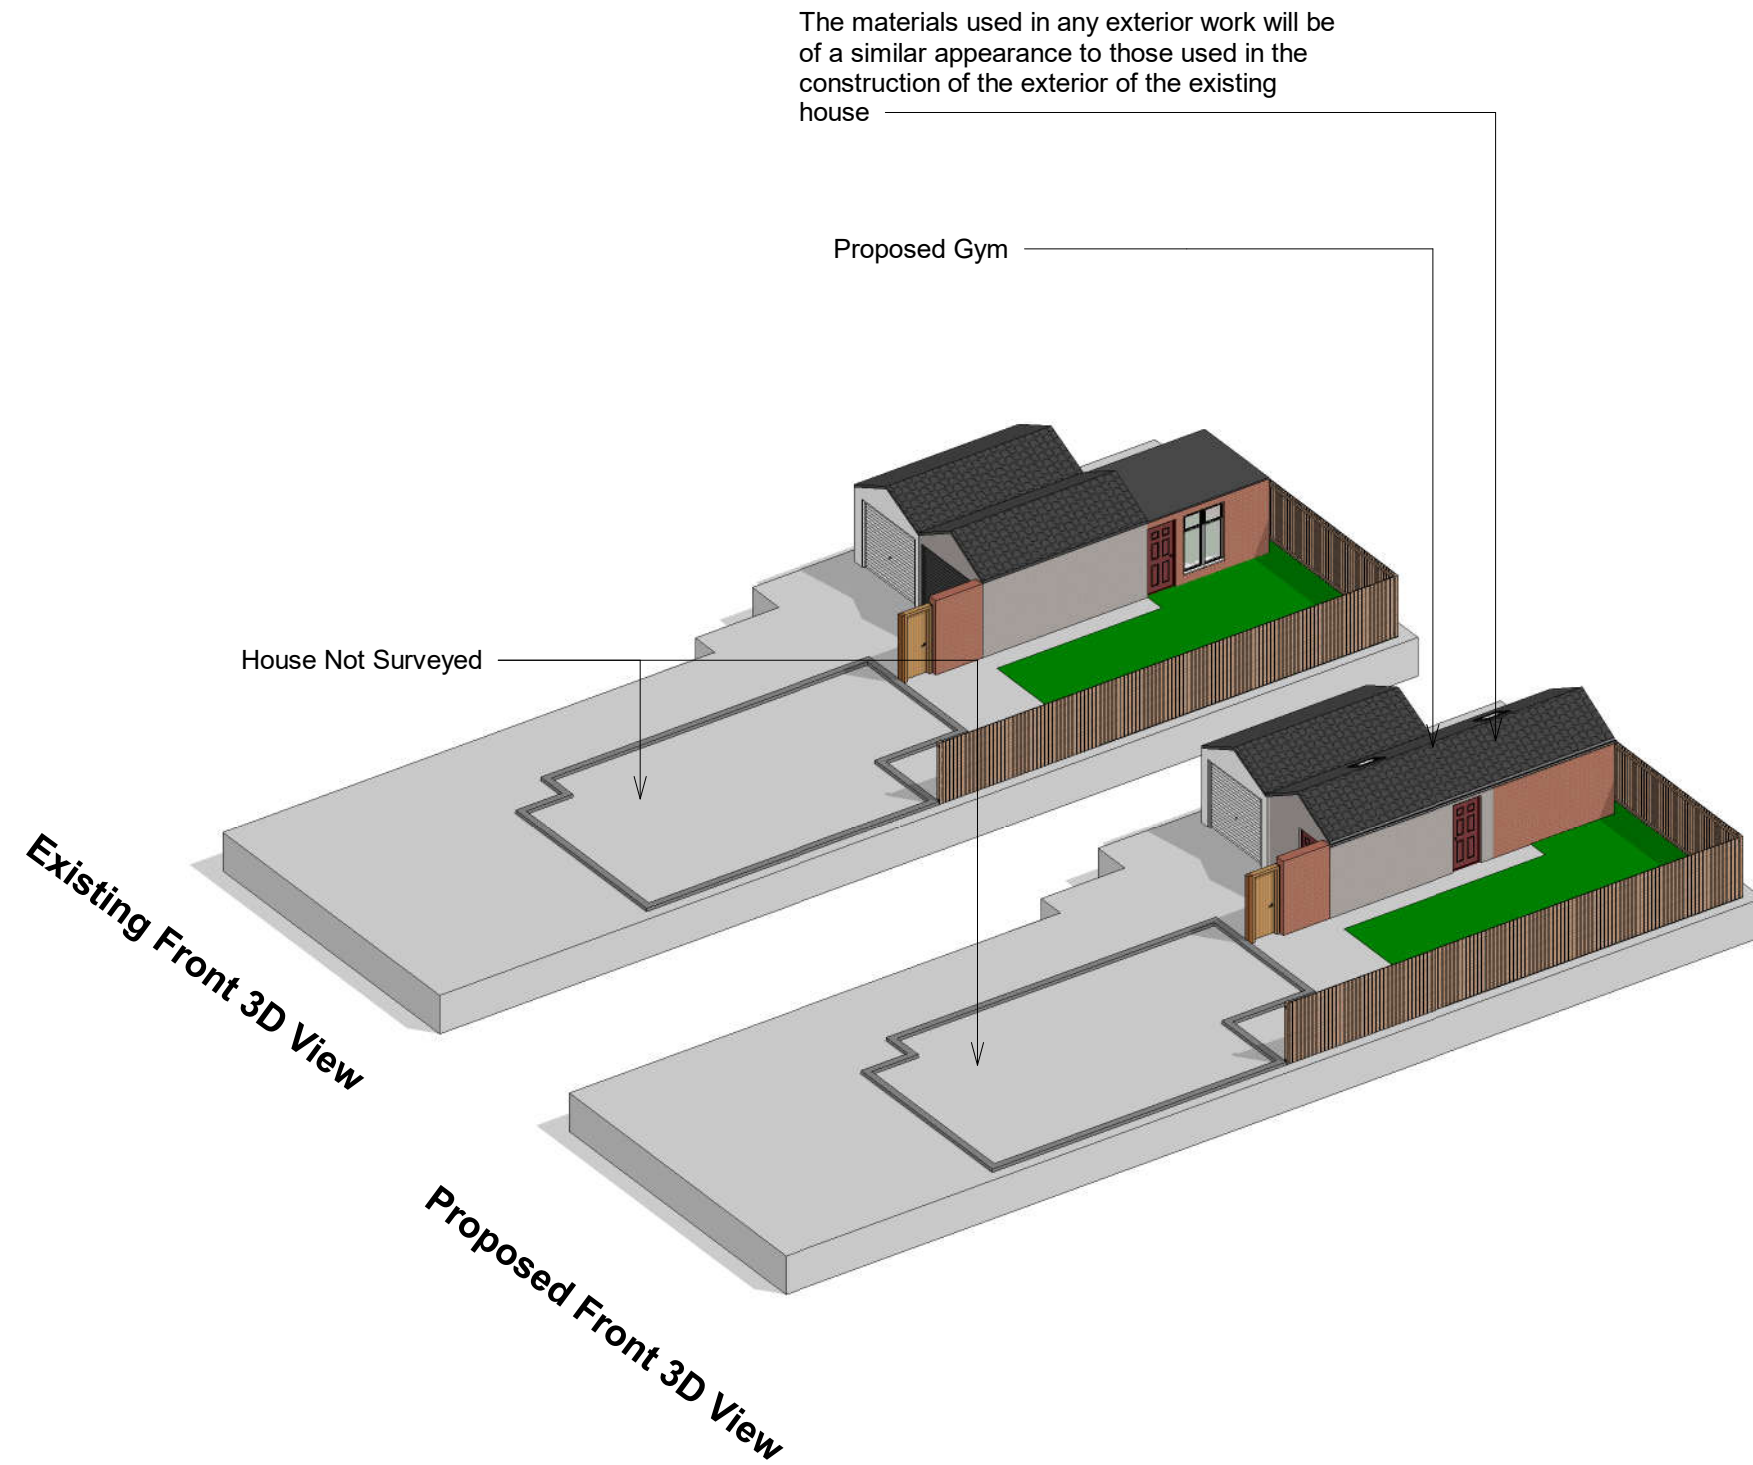 The materials used in any exterior work will be
of a similar appearance to those used in the
construction of the exterior of the existing
house
Proposed Gym
House Not Surveyed
Existing Front 3D View
Proposed Front 3D View